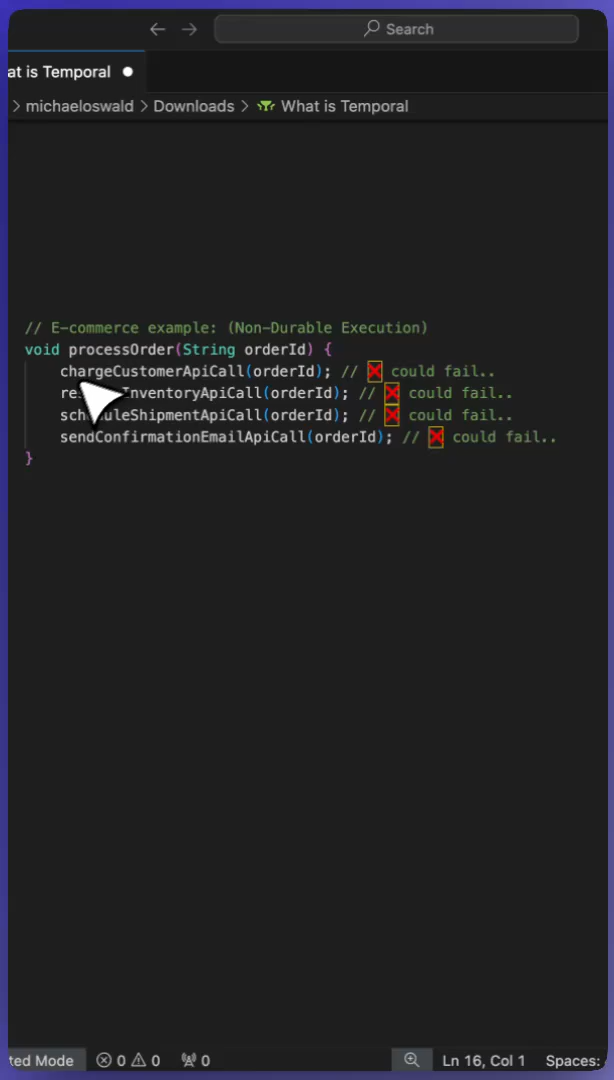 Search
at is Temporal
michaeloswald > Downloads > What is Temporal
// E-commerce example: (Non-Durable Execution)
void processOrder(String orderId) {
chargeCustomerApiCall(orderId); // ❌ could fail..
InventoryApiCall(orderId); // ❌ could fail..
ShipmentApiCall(orderId); // ❌ could fail..
sendConfirmationEmailApiCall(orderId); // ❌ could fail..
}
ted Mode 0 0 0 Ln 16, Col 1 Spaces: